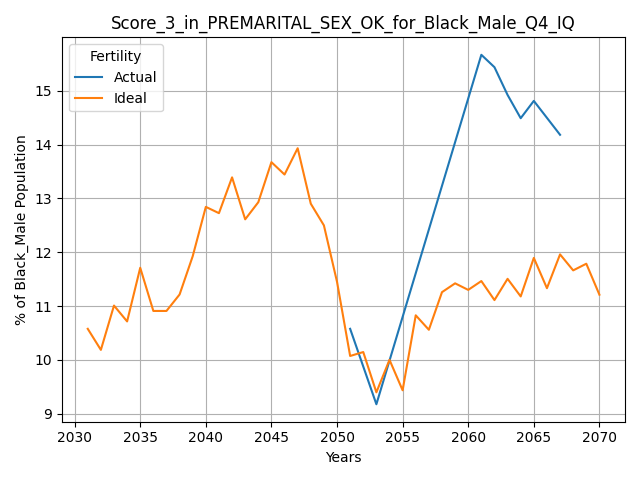 Score_3_in_PREMARITAL_SEX_OK_for_Black_Male_Q4_IQ
Fertility
Actual
Ideal
% of Black_Male Population
15
14
13
12
11
10
9
2030 2035 2040 2045 2050 2055 2060 2065 2070
Years